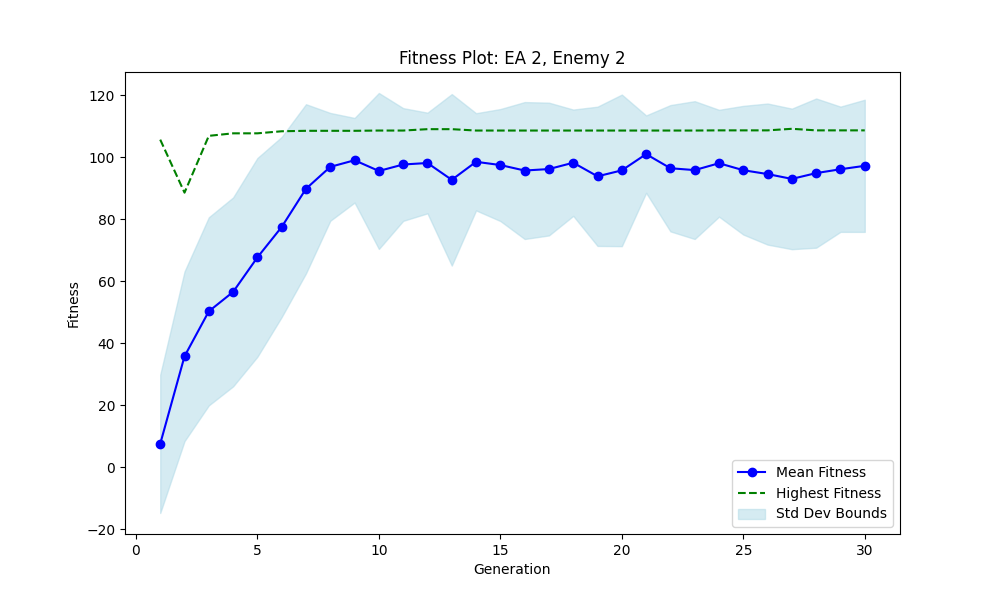 Fitness Plot: EA 2, Enemy 2
120
100
80
60
40
20
0
−20
Fitness
0 5 10 15 20 25 30
Generation
Mean Fitness
Highest Fitness
Std Dev Bounds